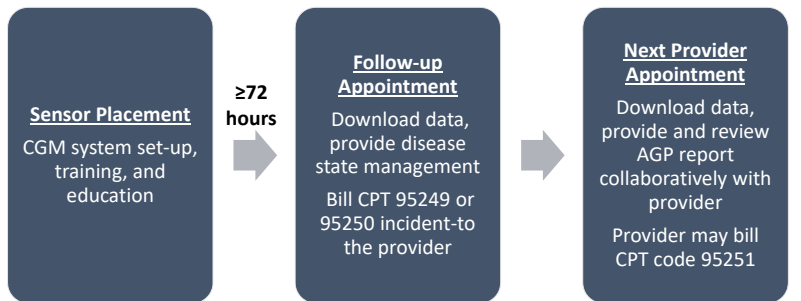 Sensor Placement
CGM system set-up,
training, and
education
≥72
hours
Follow-up
Appointment
Download data,
provide disease
state management
Bill CPT 95249 or
95250 incident-to
the provider
Next Provider
Appointment
Download data,
provide and review
AGP report
collaboratively with
provider
Provider may bill
CPT code 95251